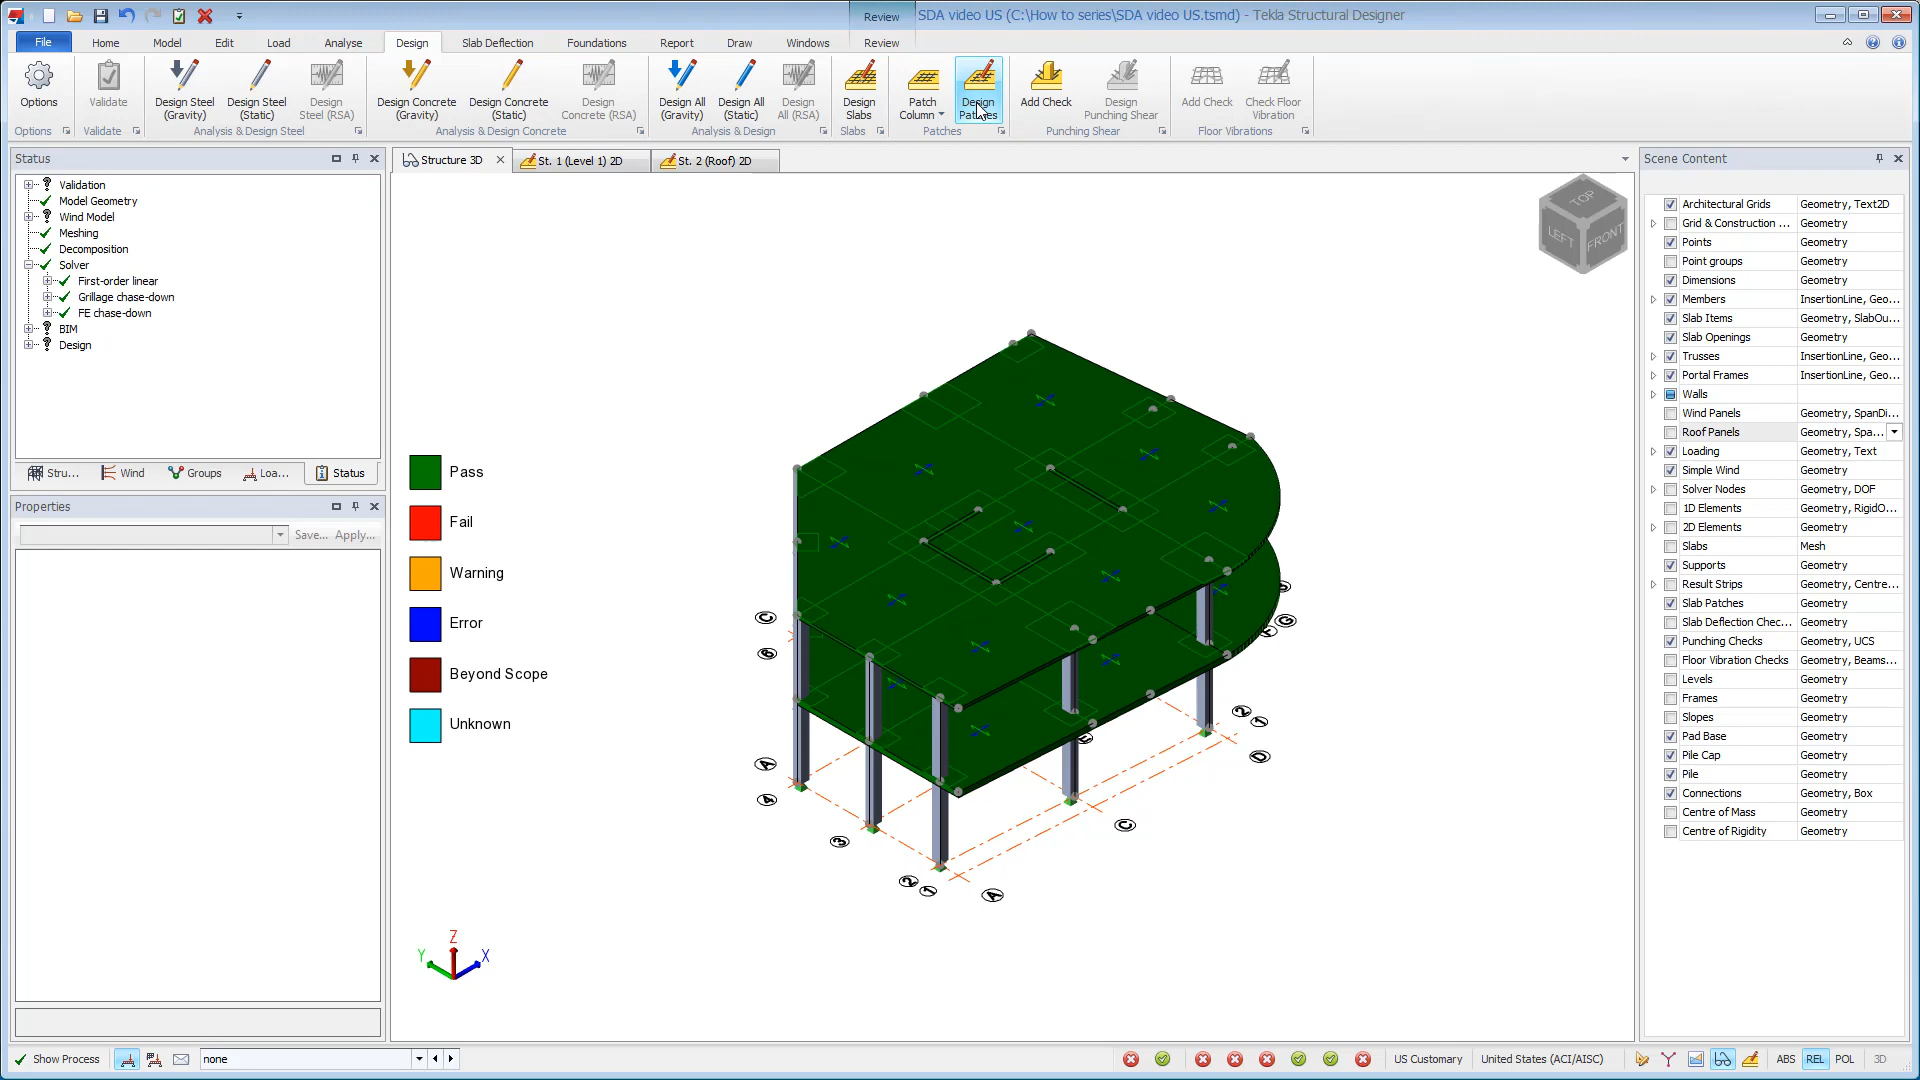 Review
SDA video US (C:\How to series\SDA video US.tsmd) - Tekla Structural Designer
File
Home
Model
Edit
Load
Analyse
Design
Slab Deflection
Foundations
Report
Draw
Windows
Review
Options
Validate
Design Steel (Gravity)
Design Steel (Static)
Design Steel (RSA)
Design Concrete (Gravity)
Design Concrete (Static)
Design Concrete (RSA)
Design All (Gravity)
Design All (Static)
Design All (RSA)
Design Slabs
Patch Column
Design Patches
Add Check
Design Punching Shear
Add Check
Check Floor Vibration
Options
Validate
Analysis & Design Steel
Analysis & Design Concrete
Analysis & Design
Slabs
Patches
Punching Shear
Floor Vibrations
Status
Validation
Model Geometry
Wind Model
Meshing
Decomposition
Solver
First-order linear
Grillage chase-down
FE chase-down
BIM
Design
Stru...
Wind
Groups
Loa...
Status
Properties
Save...
Apply...
Structure 3D
St. 1 (Level 1) 2D
St. 2 (Roof) 2D
Pass
Fail
Warning
Error
Beyond Scope
Unknown
TOP
LEFT
FRONT
C
B
A
4
3
2
1
A
C
E
D
2
1
F
G
Z
Y
X
Scene Content
Architectural Grids Geometry, Text2D
Grid & Construction ... Geometry
Points Geometry
Point groups Geometry
Dimensions Geometry
Members InsertionLine, Geo...
Slab Items Geometry, SlabOu...
Slab Openings Geometry
Trusses InsertionLine, Geo...
Portal Frames InsertionLine, Geo...
Walls
Wind Panels Geometry, SpanDi...
Roof Panels Geometry, Spa...
Loading Geometry, Text
Simple Wind Geometry
Solver Nodes Geometry, DOF
1D Elements Geometry, RigidO...
2D Elements Geometry
Slabs Mesh
Supports Geometry
Result Strips Geometry, Centre...
Slab Patches Geometry
Slab Deflection Chec... Geometry
Punching Checks Geometry, UCS
Floor Vibration Checks Geometry, Beams...
Levels Geometry
Frames Geometry
Slopes Geometry
Pad Base Geometry
Pile Cap Geometry
Pile Geometry
Connections Geometry, Box
Centre of Mass Geometry
Centre of Rigidity Geometry
Show Process
none
US Customary
United States (ACI/AISC)
ABS
REL
POL
3D